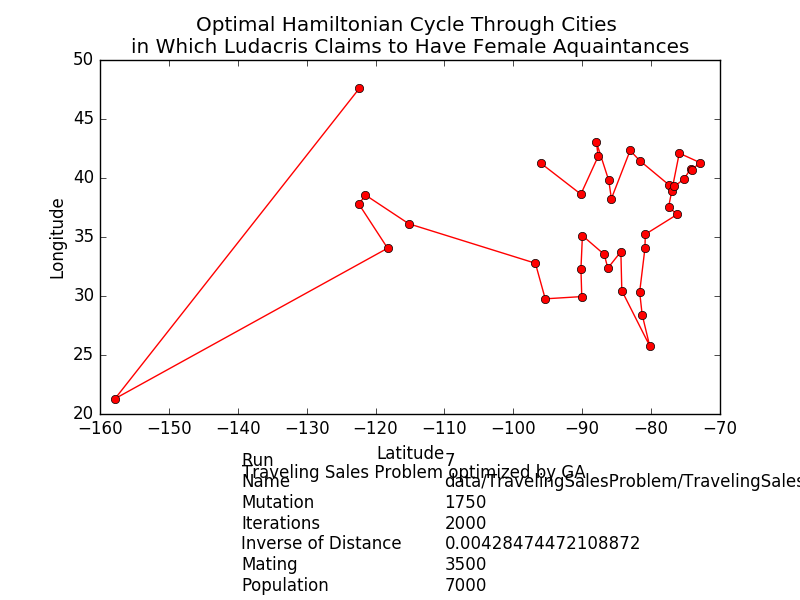 Optimal Hamiltonian Cycle Through Cities
in Which Ludacris Claims to Have Female Aquaintances
50
45
40
35
30
25
20
Longitude
−160 −150 −140 −130 −120 −110 −100 −90 −80 −70
Latitude
Run 7
Traveling Sales Problem optimized by GA
Name data/TravelingSalesProblem/TravelingSales
Mutation 1750
Iterations 2000
Inverse of Distance 0.00428474472108872
Mating 3500
Population 7000